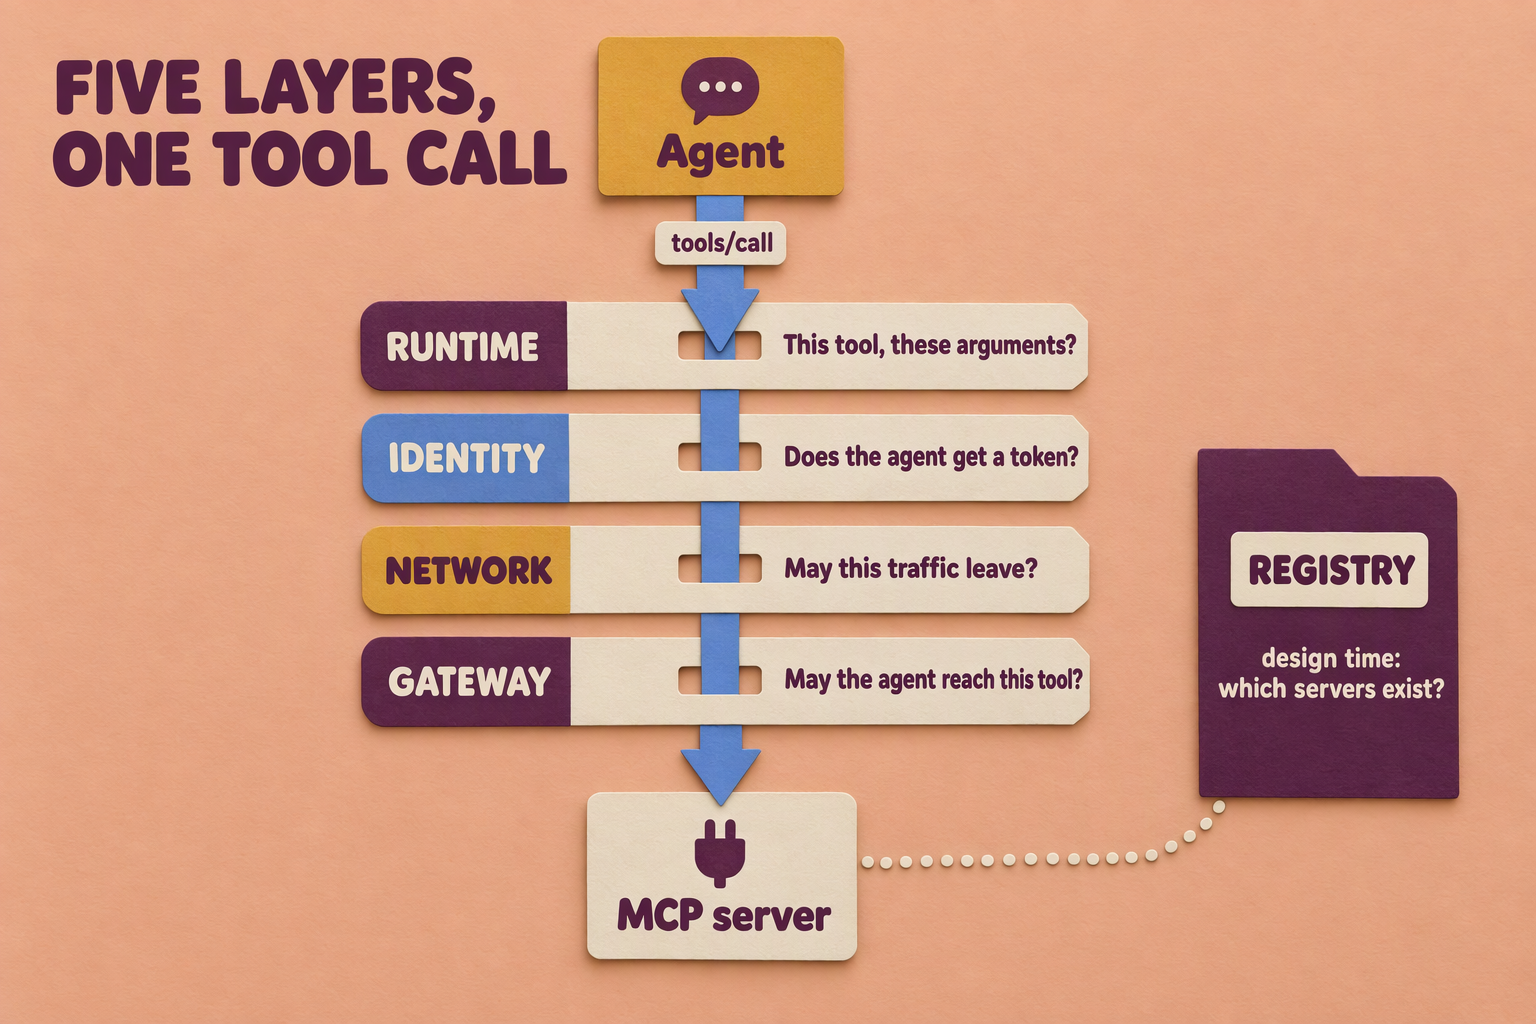 FIVE LAYERS,
ONE TOOL CALL
Agent
tools/call
RUNTIME
This tool, these arguments?
IDENTITY
Does the agent get a token?
NETWORK
May this traffic leave?
GATEWAY
May the agent reach this tool?
MCP server
REGISTRY
design time:
which servers exist?